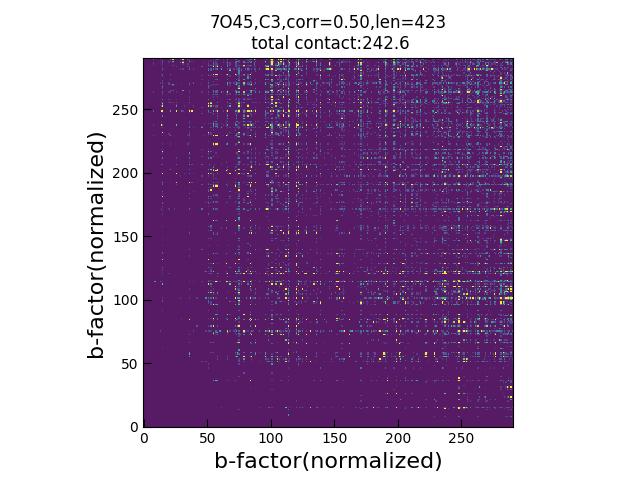 7O45,C3,corr=0.50,len=423
total contact:242.6
b-factor(normalized)
250
200
150
100
50
0
0 50 100 150 200 250
b-factor(normalized)